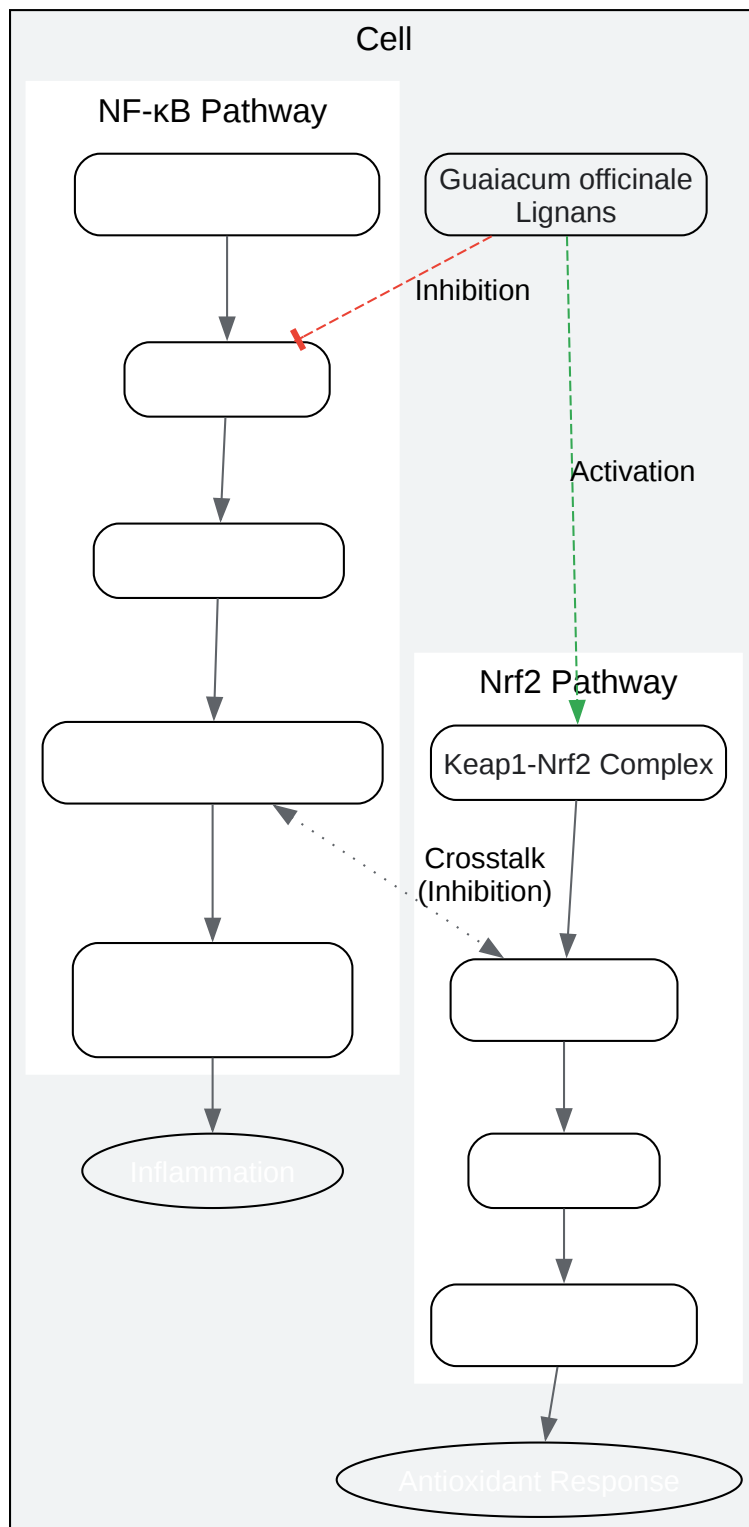 Cell
NF-κB Pathway
Guaiacum officinale
Lignans
Inhibition
Activation
Nrf2 Pathway
Keap1-Nrf2 Complex
Crosstalk
(Inhibition)
Inflammation
Antioxidant Response